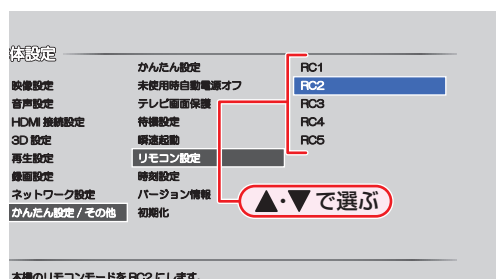 体設定
映像設定
音声設定
HDMI 接続設定
3D 設定
再生設定
録画設定
ネットワーク設定
かんたん設定 / その他
かんたん設定
未使用時自動電源オフ
テレビ画面保護
待機設定
瞬速起動
リモコン設定
時刻設定
バージョン情報
初期化
RC1
RC2
RC3
RC4
RC5
▲・▼で選ぶ
本機のリモコンモードを RC2 にします。